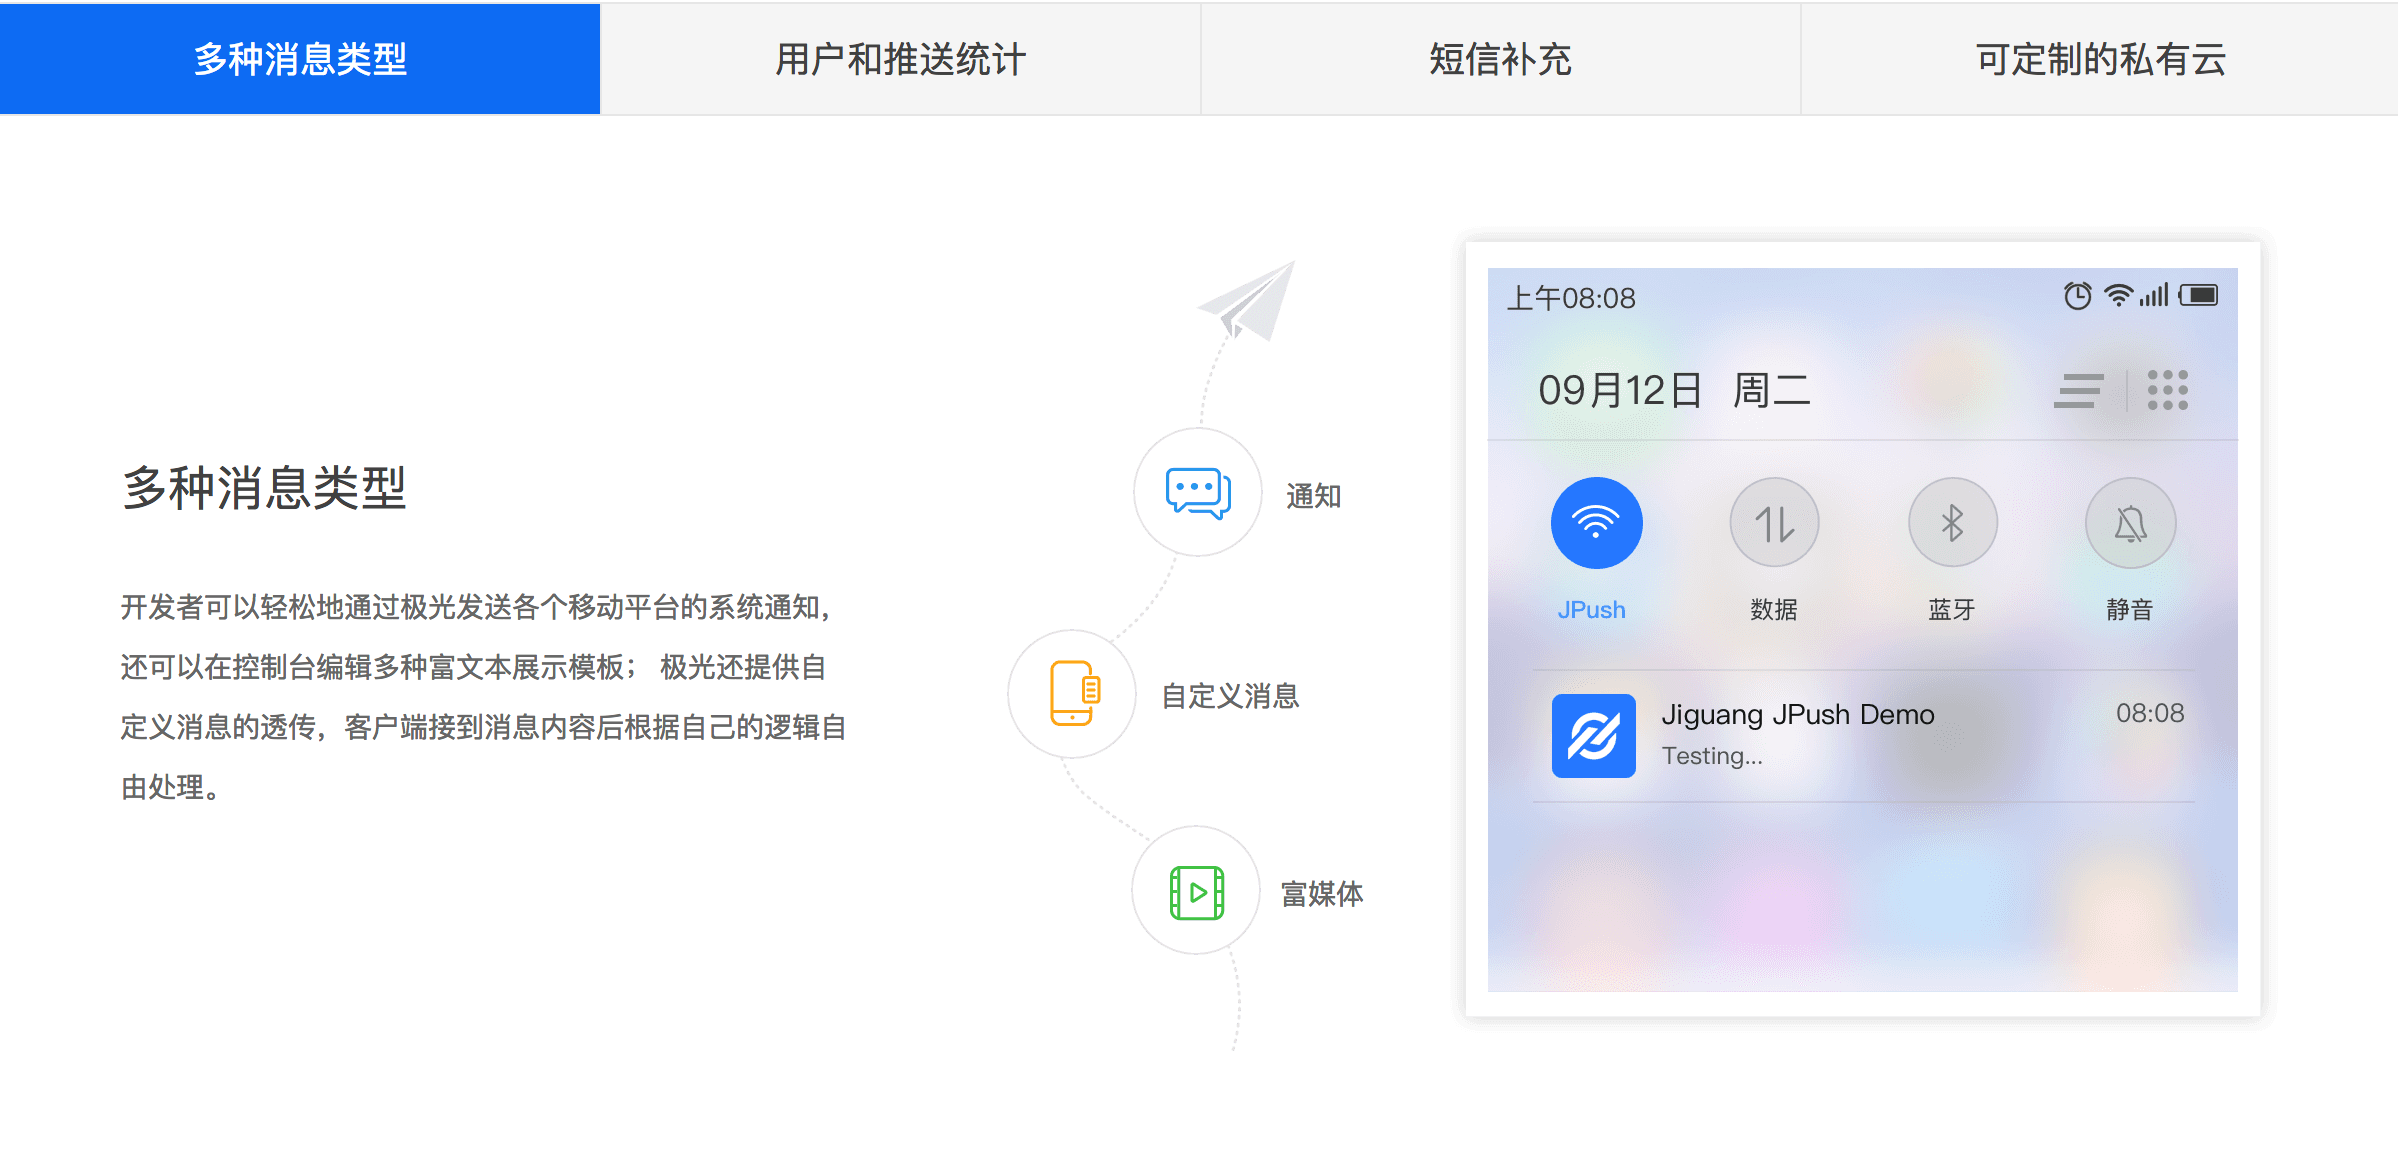 多种消息类型
用户和推送统计
短信补充
可定制的私有云
多种消息类型
开发者可以轻松地通过极光发送各个移动平台的系统通知，
还可以在控制台编辑多种富文本展示模板； 极光还提供自
定义消息的透传，客户端接到消息内容后根据自己的逻辑自
由处理。
通知
自定义消息
富媒体
上午08:08
09月12日 周二
JPush
数据
蓝牙
静音
Jiguang JPush Demo
08:08
Testing...